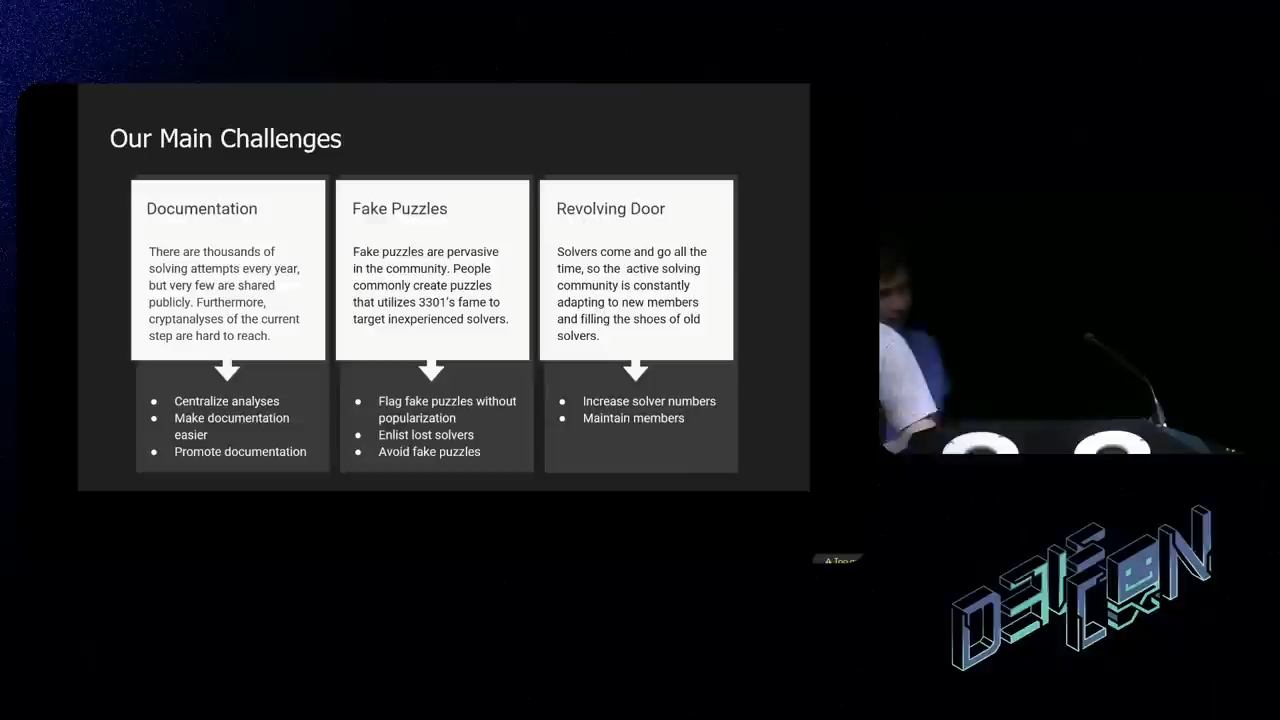 Our Main Challenges
Documentation
There are thousands of
solving attempts every year,
but very few are shared
publicly. Furthermore,
cryptanalyses of the current
step are hard to reach.
Centralize analyses
Make documentation
easier
Promote documentation
Fake Puzzles
Fake puzzles are pervasive
in the community. People
commonly create puzzles
that utilizes 3301's fame to
target inexperienced solvers.
Flag fake puzzles without
popularization
Enlist lost solvers
Avoid fake puzzles
Revolving Door
Solvers come and go all the
time, so the active solving
community is constantly
adapting to new members
and filling the shoes of old
solvers.
Increase solver numbers
Maintain members
DEF
CON